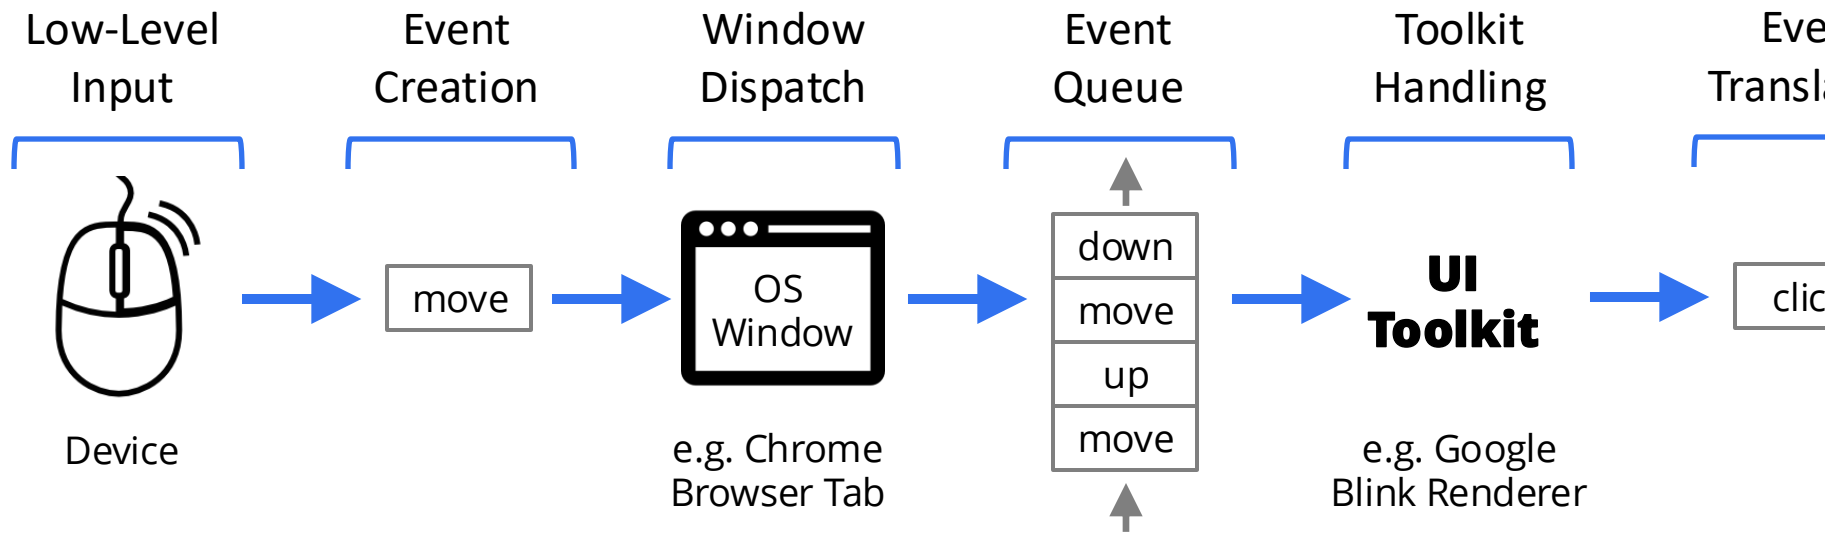 Low-Level
Input
Event
Creation
Window
Dispatch
Event
Queue
Toolkit
Handling
Device
move
OS
Window
e.g. Chrome
Browser Tab
down
move
up
move
UI
Toolkit
e.g. Google
Blink Renderer